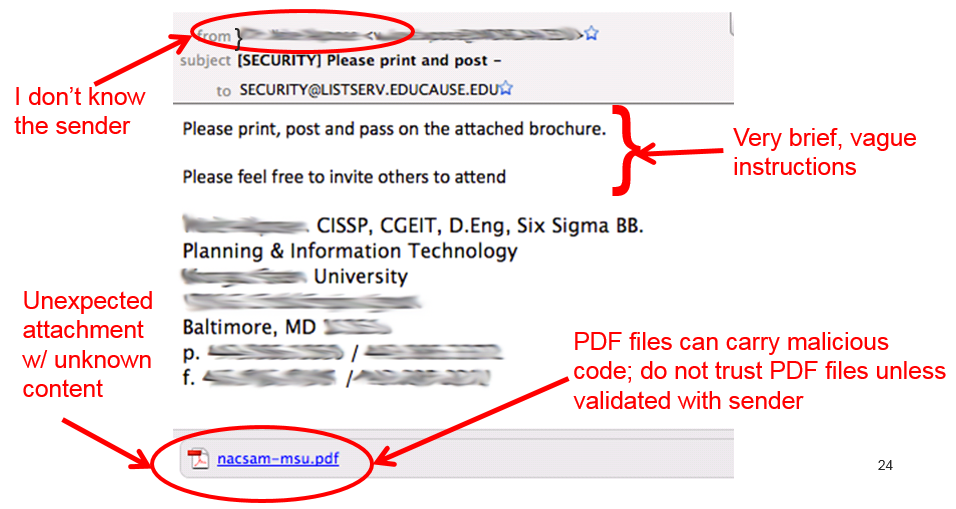 from
subject [SECURITY] Please print and post –
to SECURITY@LISTSERV.EDUCAUSE.EDU
I don't know
the sender
Please print, post and pass on the attached brochure.
Please feel free to invite others to attend
Very brief, vague
instructions
CISSP, CGEIT, D.Eng, Six Sigma BB.
Planning & Information Technology
University
Baltimore, MD
p. /
f. /
Unexpected
attachment
w/ unknown
content
PDF files can carry malicious
code; do not trust PDF files unless
validated with sender
nacsam-msu.pdf
24